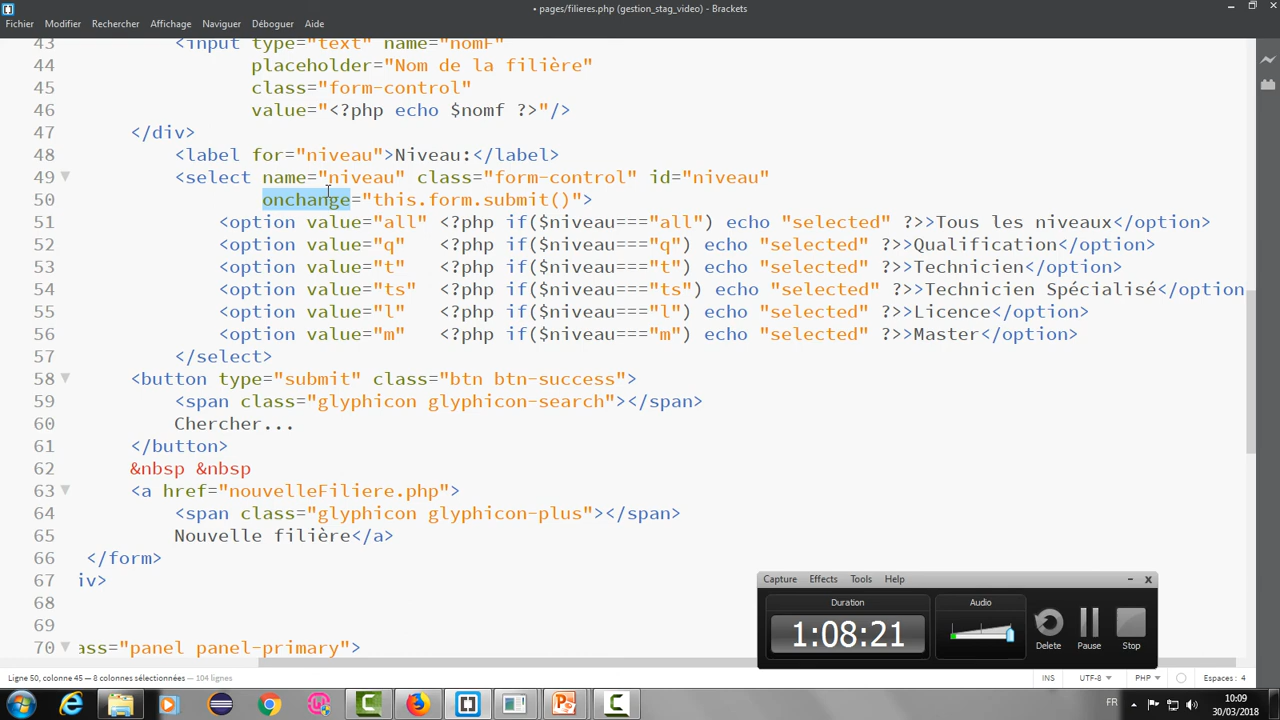 • pages/filieres.php (gestion_stag_video) - Brackets
Fichier Modifier Rechercher Affichage Naviguer Déboguer Aide
43 <input type="text" name="nomF"
44 placeholder="Nom de la filière"
45 class="form-control"
46 value="<?php echo $nomf ?>"/>
47 </div>
48 <label for="niveau">Niveau:</label>
49 <select name="niveau" class="form-control" id="niveau"
50 onchange="this.form.submit()">
51 <option value="all" <?php if($niveau==="all") echo "selected" ?>>Tous les niveaux</option>
52 <option value="q" <?php if($niveau==="q") echo "selected" ?>>Qualification</option>
53 <option value="t" <?php if($niveau==="t") echo "selected" ?>>Technicien</option>
54 <option value="ts" <?php if($niveau==="ts") echo "selected" ?>>Technicien Spécialisé</option
55 <option value="l" <?php if($niveau==="l") echo "selected" ?>>Licence</option>
56 <option value="m" <?php if($niveau==="m") echo "selected" ?>>Master</option>
57 </select>
58 <button type="submit" class="btn btn-success">
59 <span class="glyphicon glyphicon-search"></span>
60 Chercher...
61 </button>
62 &nbsp &nbsp
63 <a href="nouvelleFiliere.php">
64 <span class="glyphicon glyphicon-plus"></span>
65 Nouvelle filière</a>
66 </form>
67 iv>
68
69
70 ass="panel panel-primary">
Capture Effects Tools Help
Duration Audio
1:08:21
Delete Pause Stop
Ligne 50, colonne 45 — 8 colonnes sélectionnées — 104 lignes
INS UTF-8 PHP Espaces : 4
FR 10:09
30/03/2018